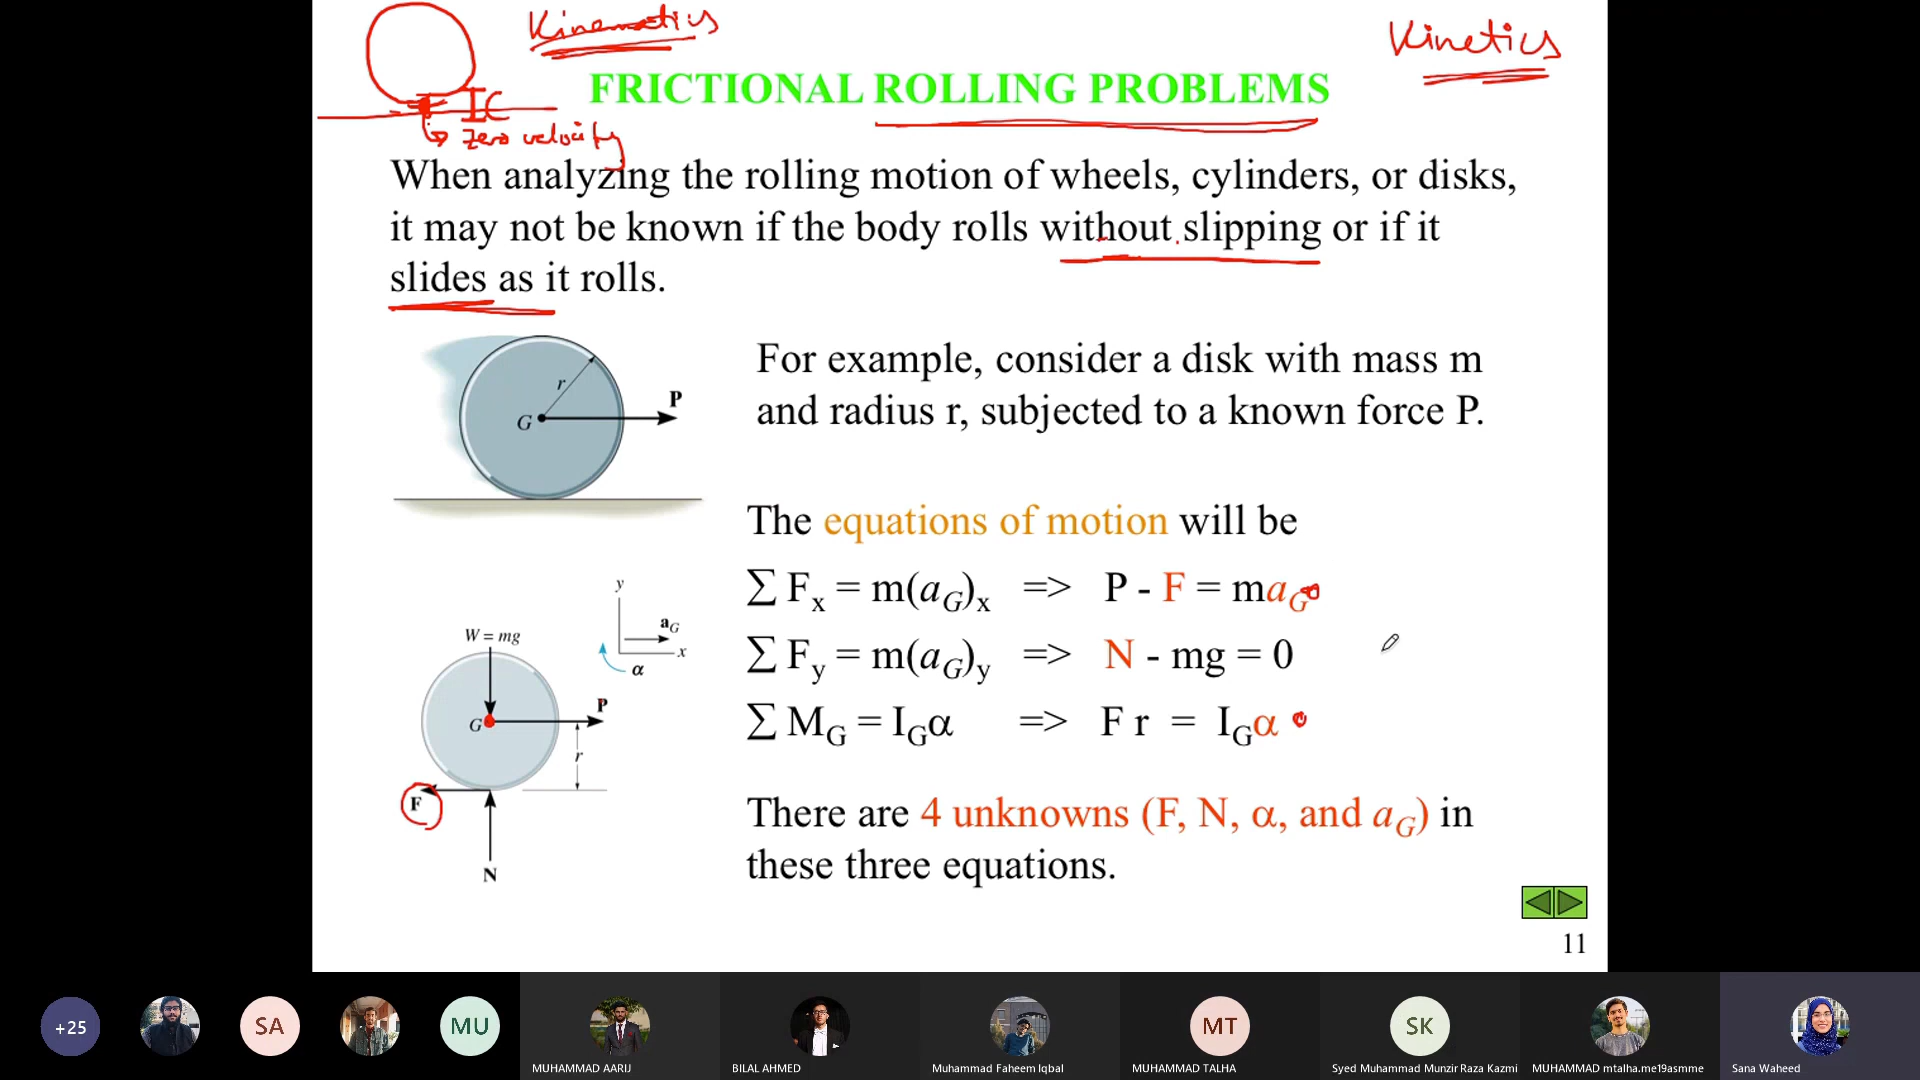 Kinematics
Kinetics
FRICTIONAL ROLLING PROBLEMS
IC
zero velocity
When analyzing the rolling motion of wheels, cylinders, or disks,
it may not be known if the body rolls without slipping or if it
slides as it rolls.
r
G
P
For example, consider a disk with mass m
and radius r, subjected to a known force P.
The equations of motion will be
∑ Fx = m(aG)x => P - F = maG
∑ Fy = m(aG)y => N - mg = 0
∑ MG = IGα => F r = IGα
y
aG
x
α
W = mg
G
P
r
F
N
There are 4 unknowns (F, N, α, and aG) in
these three equations.
11
+25
SA
MU
MUHAMMAD AARIJ
BILAL AHMED
Muhammad Faheem Iqbal
MT
MUHAMMAD TALHA
SK
Syed Muhammad Munzir Raza Kazmi
MUHAMMAD mtalha.me19asmme
Sana Waheed